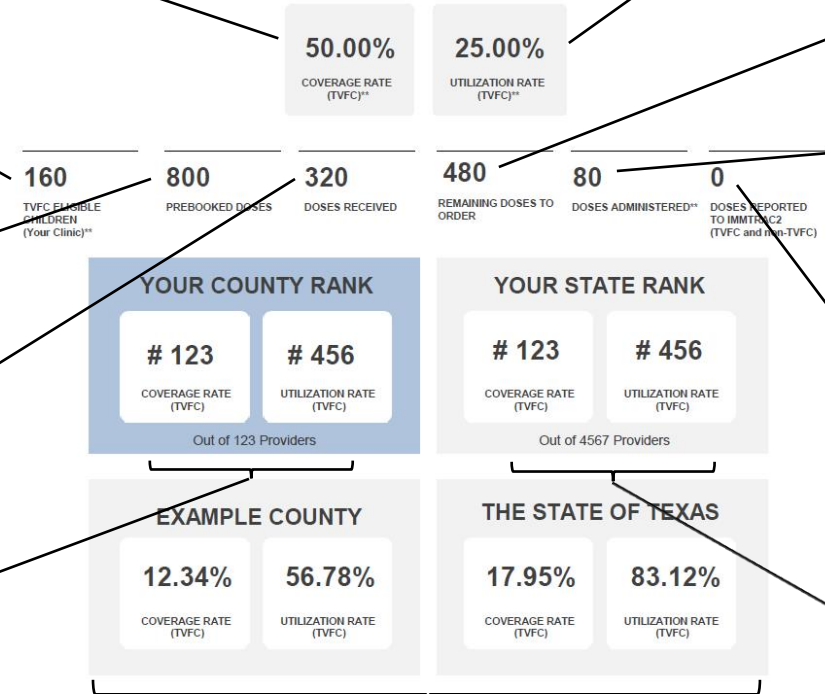 50.00%
COVERAGE RATE
(TVFC)**
25.00%
UTILIZATION RATE
(TVFC)**
160
TVFC ELIGIBLE
CHILDREN
(Your Clinic)**
800
PREBOOKED DOSES
320
DOSES RECEIVED
480
REMAINING DOSES TO
ORDER
80
DOSES ADMINISTERED**
0
DOSES REPORTED
TO IMMTRAC2
(TVFC and non-TVFC)
YOUR COUNTY RANK
# 123
COVERAGE RATE
(TVFC)
# 456
UTILIZATION RATE
(TVFC)
Out of 123 Providers
YOUR STATE RANK
# 123
COVERAGE RATE
(TVFC)
# 456
UTILIZATION RATE
(TVFC)
Out of 4567 Providers
EXAMPLE COUNTY
12.34%
COVERAGE RATE
(TVFC)
56.78%
UTILIZATION RATE
(TVFC)
THE STATE OF TEXAS
17.95%
COVERAGE RATE
(TVFC)
83.12%
UTILIZATION RATE
(TVFC)